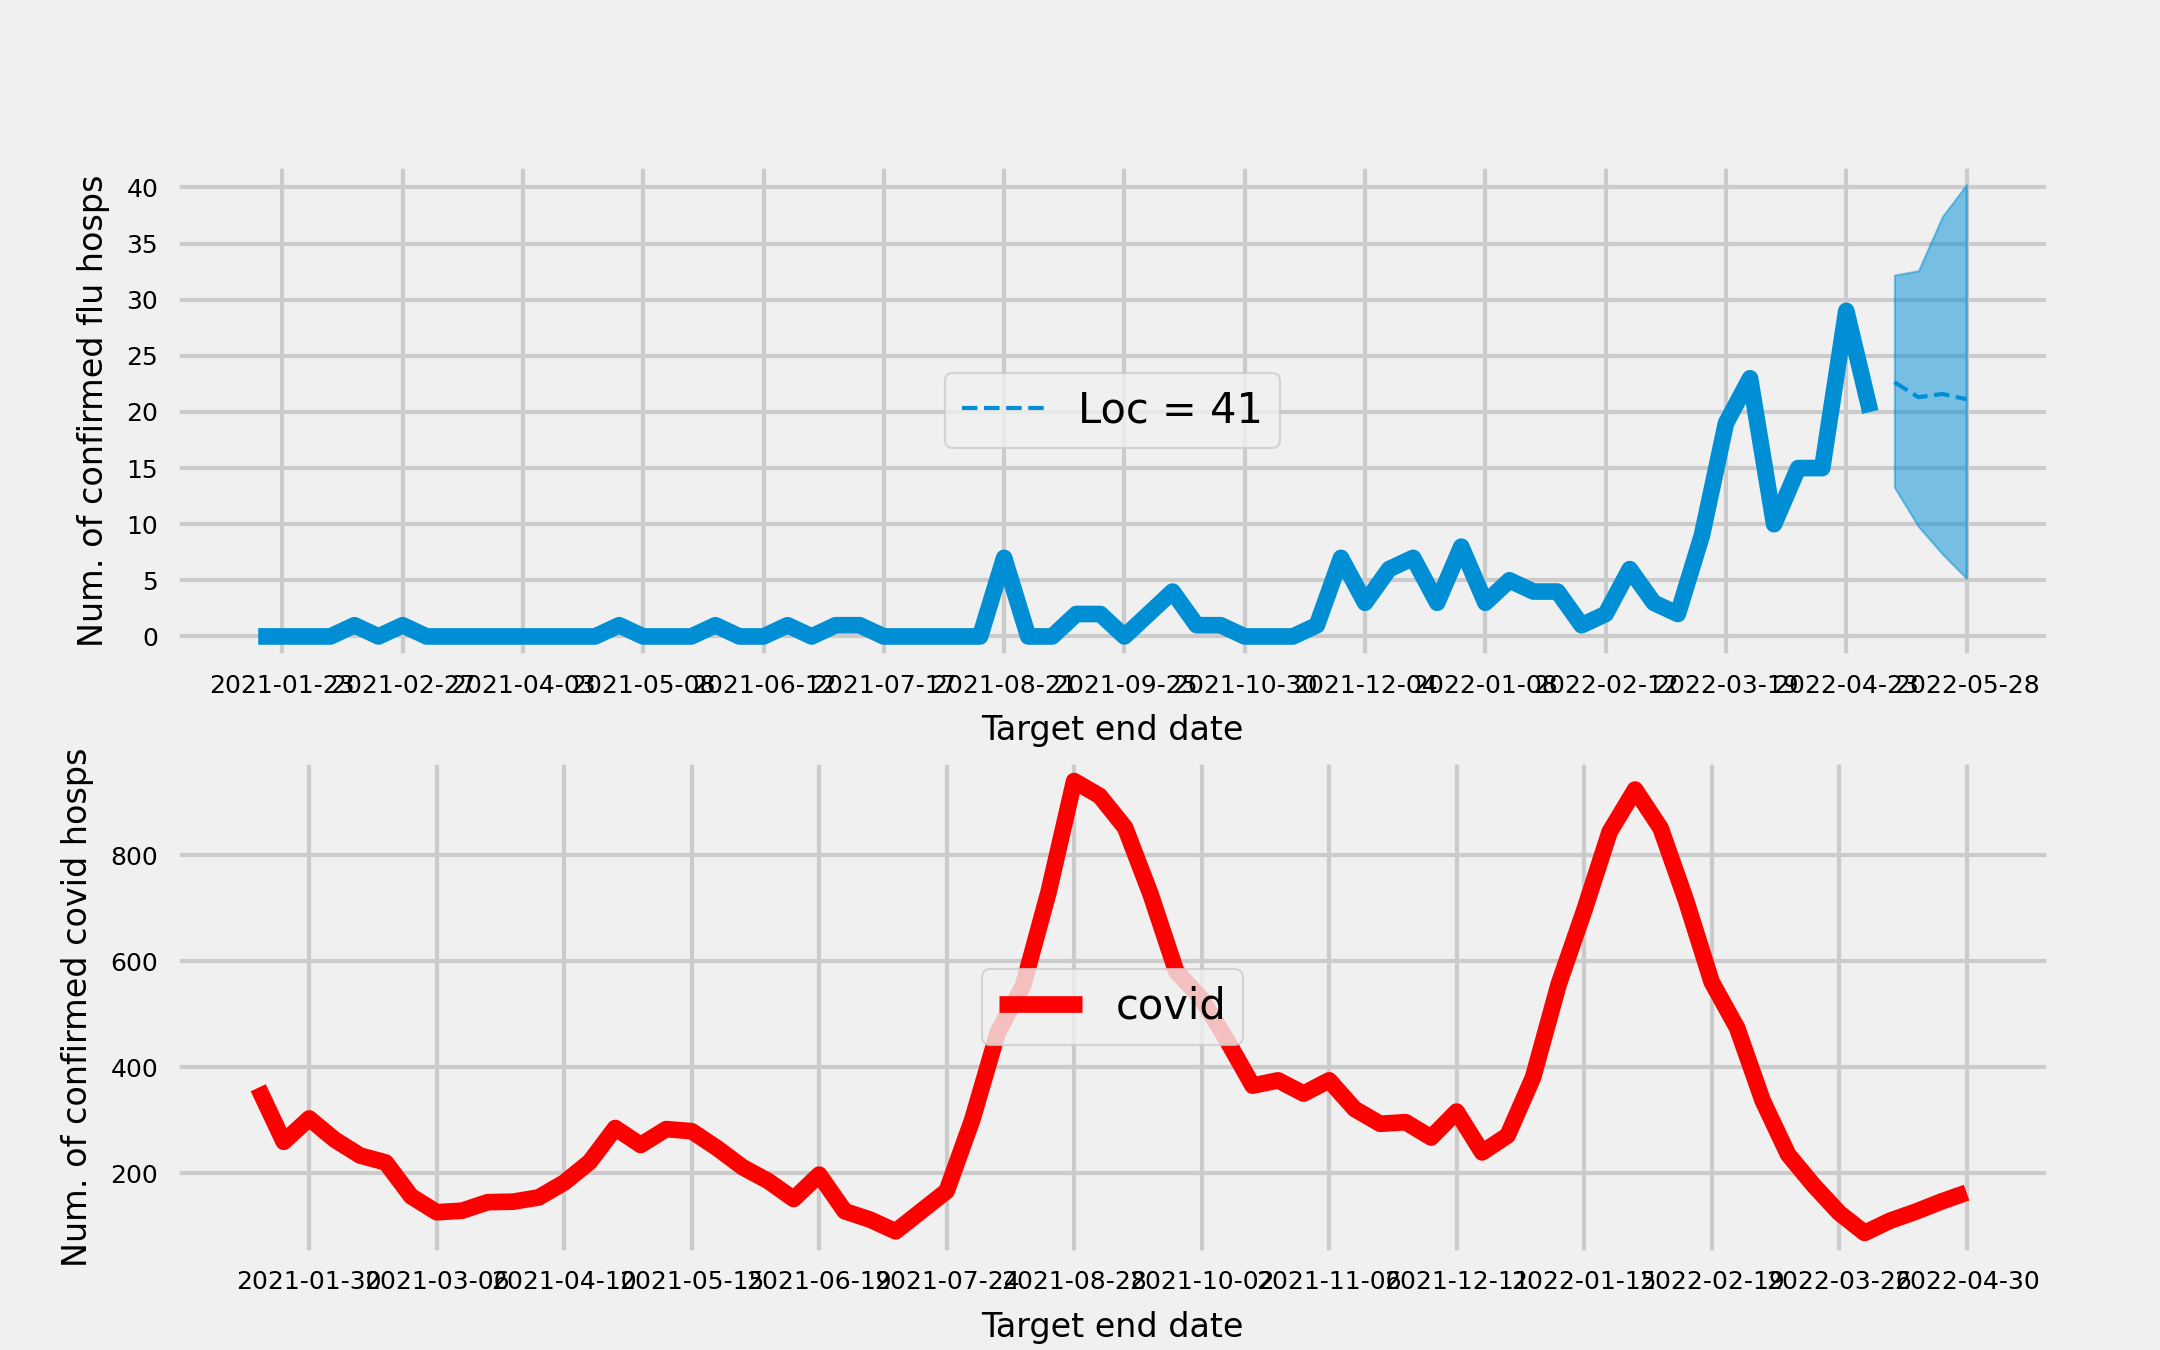 Num. of confirmed flu hosps
40
35
30
25
20
15
10
5
0
Loc = 41
2021-01-23 2021-02-27 2021-04-03 2021-05-08 2021-06-12 2021-07-17 2021-08-21 2021-09-25 2021-10-30 2021-12-04 2022-01-08 2022-02-12 2022-03-19 2022-04-23 2022-05-28
Target end date
Num. of confirmed covid hosps
800
600
400
200
covid
2021-01-30 2021-03-06 2021-04-10 2021-05-15 2021-06-19 2021-07-24 2021-08-28 2021-10-02 2021-11-06 2021-12-11 2022-01-15 2022-02-19 2022-03-26 2022-04-30
Target end date